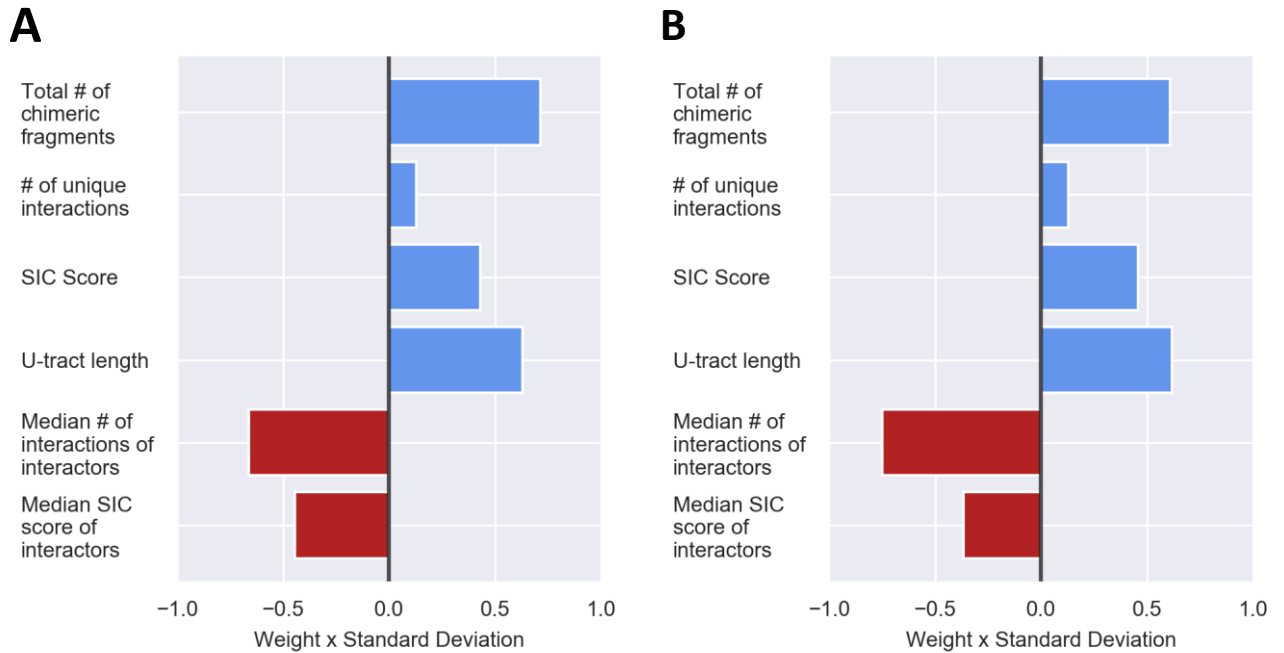 A
Total # of
chimeric
fragments
# of unique
interactions
SIC Score
U-tract length
Median # of
interactions of
interactors
Median SIC
score of
interactors
−1.0 −0.5 0.0 0.5 1.0
Weight x Standard Deviation
B
Total # of
chimeric
fragments
# of unique
interactions
SIC Score
U-tract length
Median # of
interactions of
interactors
Median SIC
score of
interactors
−1.0 −0.5 0.0 0.5 1.0
Weight x Standard Deviation